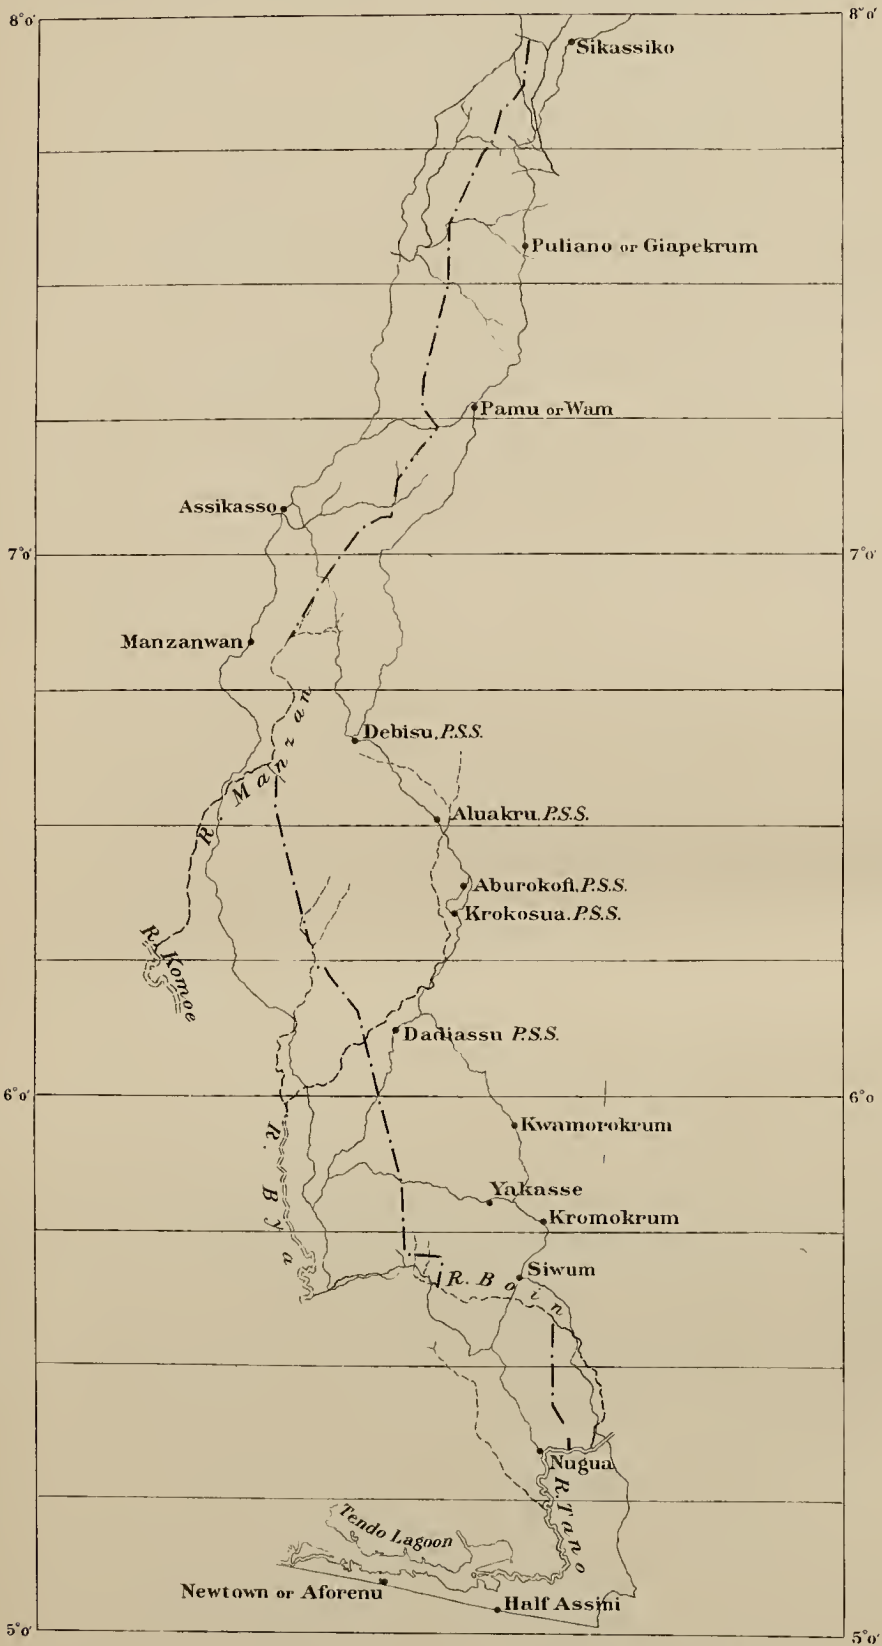 8°0′ 8°0′
Sikassiko
Puliano or Giapekrum
Pamu or Wam
Assikasso
7°0′ 7°0′
Manzanwan
R. Manzan
Debisu, P.S.S.
Aluakru, P.S.S.
Aburokofi, P.S.S.
Krokosua, P.S.S.
R. Komoe
Dadiassu P.S.S.
6°0′ 6°0
Kwamorokrum
R. Bya
Yakasse
Kromokrum
Siwum
R. Boin
Nugua
R. Tano
Tendo Lagoon
Newtown or Aforenu
Half Assini
5°0′ 5°0′